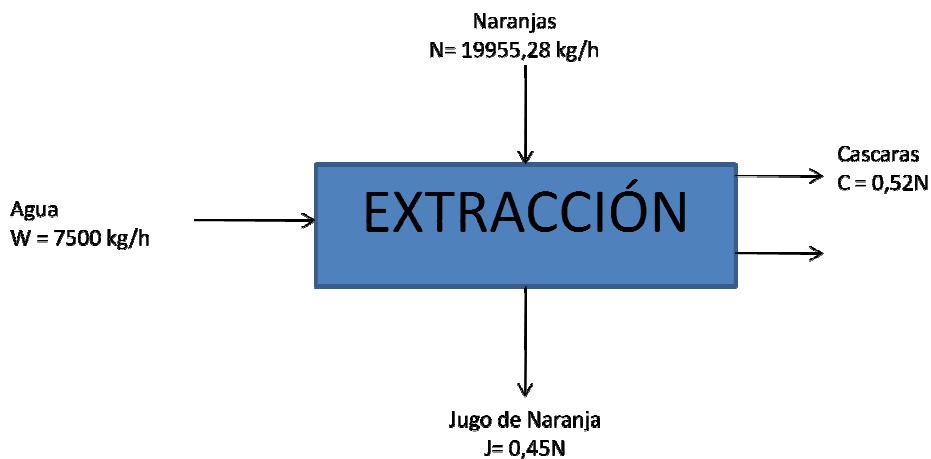 Naranjas
N= 19955,28 kg/h
Cascaras
C = 0,52N
EXTRACCIÓN
Agua
W = 7500 kg/h
Jugo de Naranja
J= 0,45N